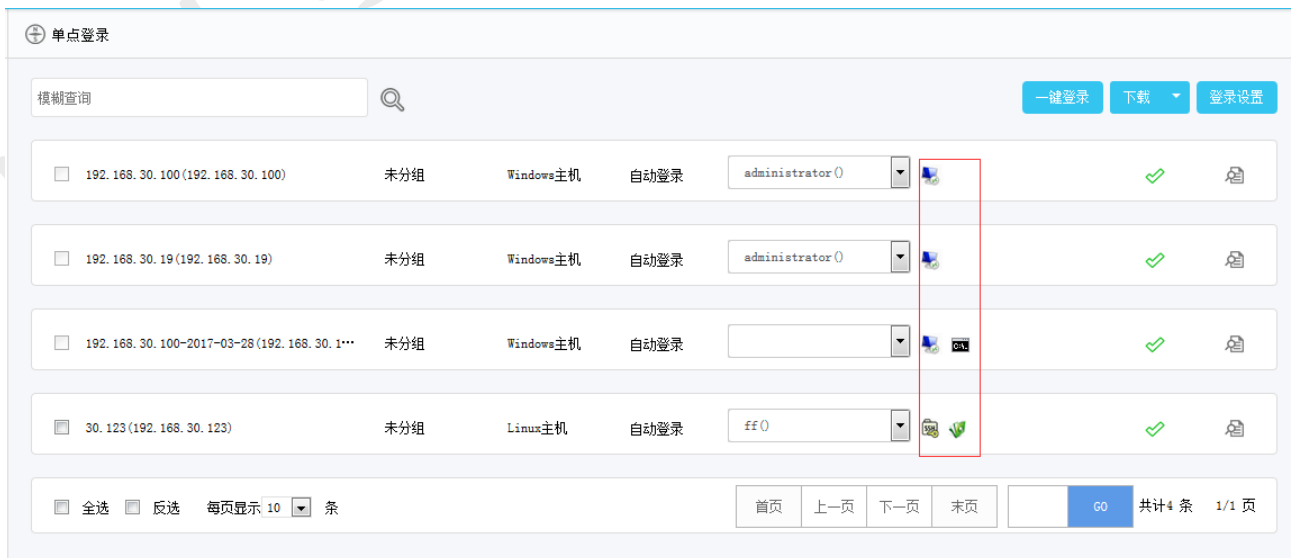 单点登录
模糊查询 一键登录 下载 登录设置
192.168.30.100(192.168.30.100) 未分组 Windows主机 自动登录 administrator()
192.168.30.19(192.168.30.19) 未分组 Windows主机 自动登录 administrator()
192.168.30.100-2017-03-28(192.168.30.1··· 未分组 Windows主机 自动登录 C:\.
30.123(192.168.30.123) 未分组 Linux主机 自动登录 ff() SSH
全选 反选 每页显示 10 条 首页 上一页 下一页 末页 GO 共计4 条 1/1 页